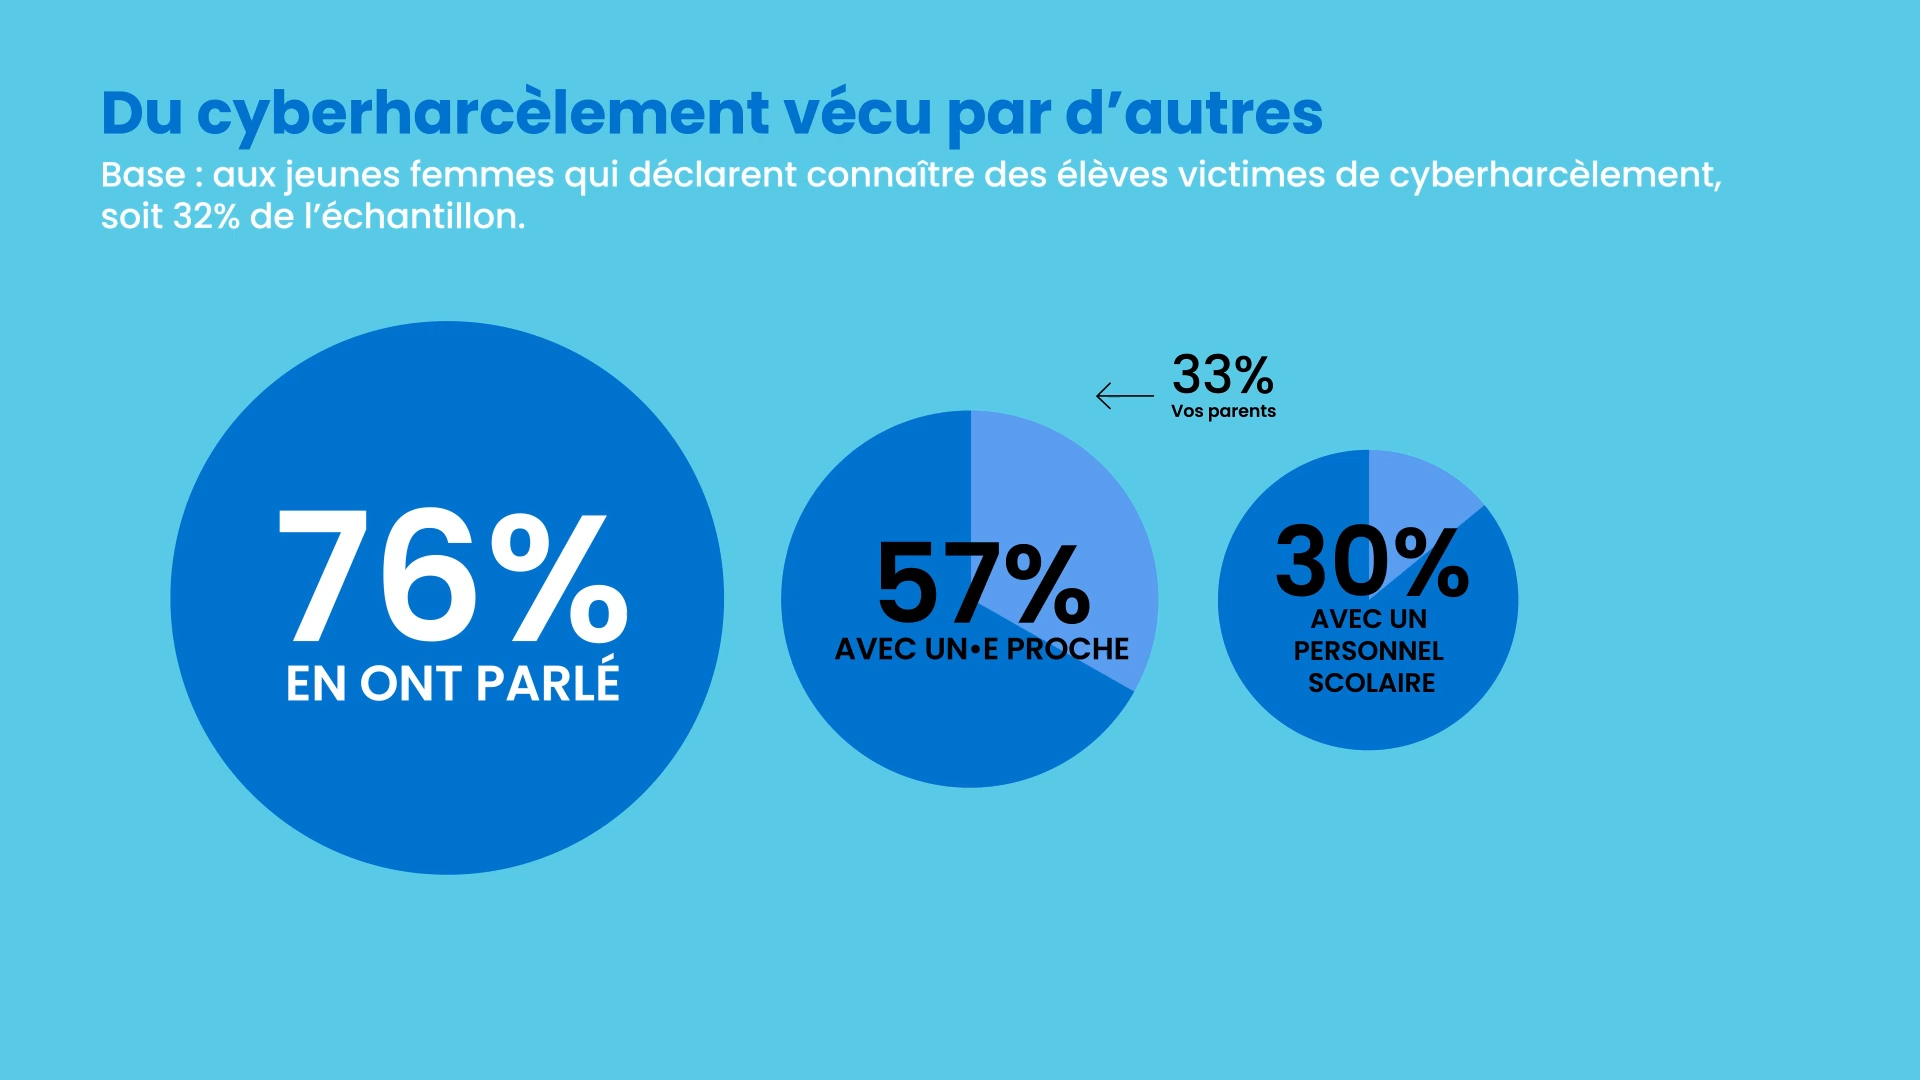 Du cyberharcèlement vécu par d’autres
Base : aux jeunes femmes qui déclarent connaître des élèves victimes de cyberharcèlement,
soit 32% de l’échantillon.
76%
EN ONT PARLÉ
33%
Vos parents
57%
AVEC UN•E PROCHE
30%
AVEC UN
PERSONNEL
SCOLAIRE